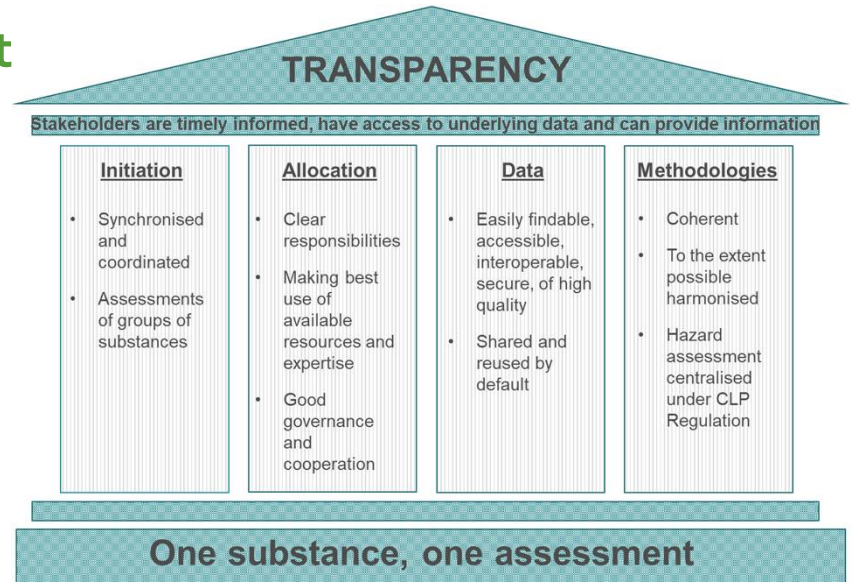 t
TRANSPARENCY
Stakeholders are timely informed, have access to underlying data and can provide information
Initiation
• Synchronised
and
coordinated
• Assessments
of groups of
substances
Allocation
• Clear
responsibilities
• Making best
use of
available
resources and
expertise
• Good
governance
and
cooperation
Data
• Easily findable,
accessible,
interoperable,
secure, of high
quality
• Shared and
reused by
default
Methodologies
• Coherent
• To the extent
possible
harmonised
• Hazard
assessment
centralised
under CLP
Regulation
One substance, one assessment